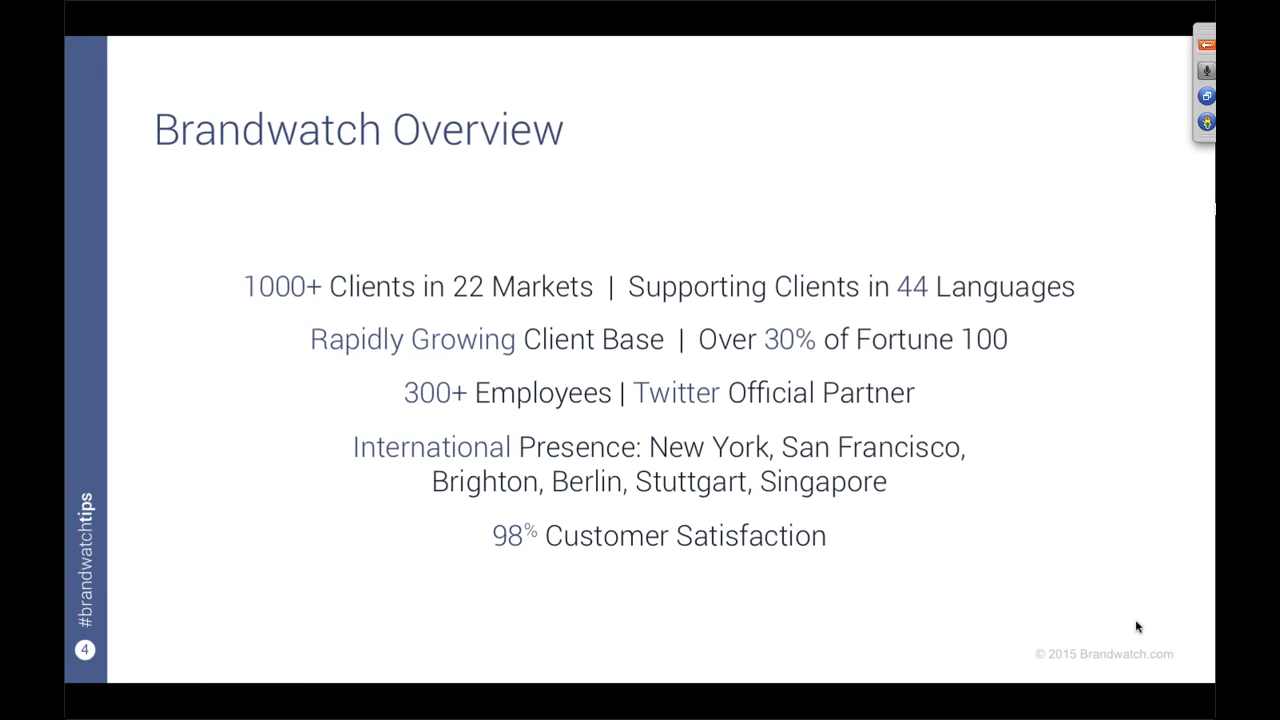 Brandwatch Overview
1000+ Clients in 22 Markets | Supporting Clients in 44 Languages
Rapidly Growing Client Base | Over 30% of Fortune 100
300+ Employees | Twitter Official Partner
International Presence: New York, San Francisco,
Brighton, Berlin, Stuttgart, Singapore
98% Customer Satisfaction
#brandwatchtips
4
© 2015 Brandwatch.com